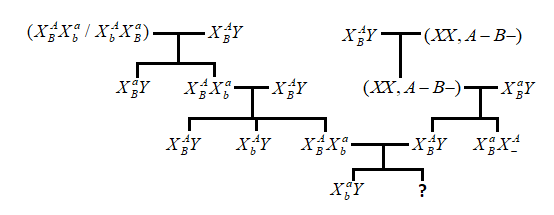 (X_B^A X_b^a / X_b^A X_B^a) X_B^A Y X_B^A Y (XX, A − B −)
X_B^a Y X_B^A X_b^a X_B^A Y (XX, A − B −) X_B^a Y
X_B^A Y X_b^A Y X_B^A X_b^a X_B^A Y X_B^a X_−^A
X_b^a Y ?